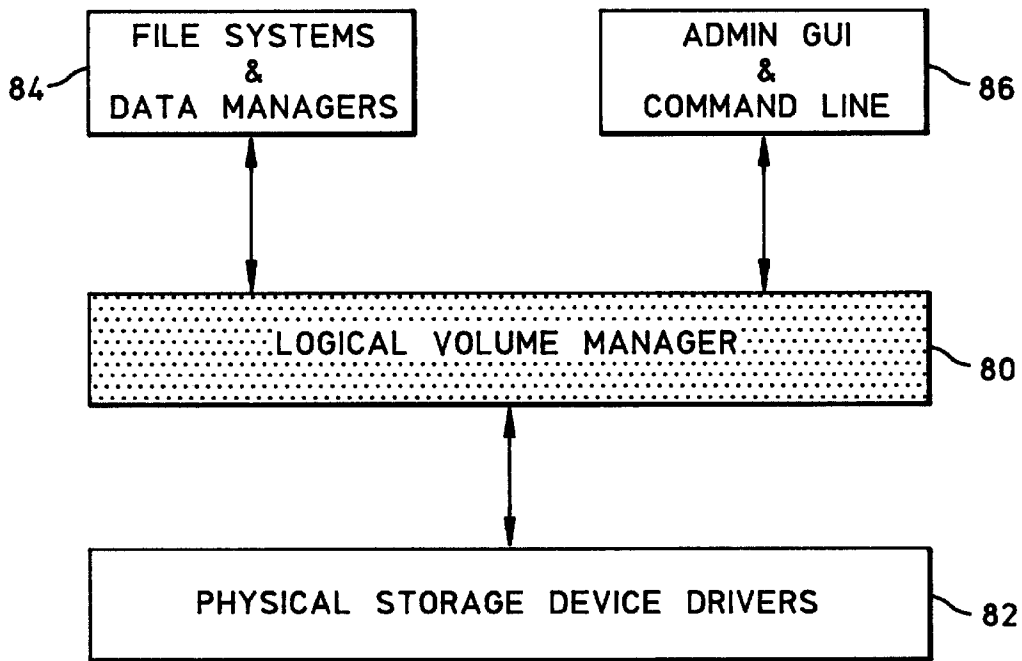 FILE SYSTEMS
&
DATA MANAGERS
84
ADMIN GUI
&
COMMAND LINE
86
LOGICAL VOLUME MANAGER
80
PHYSICAL STORAGE DEVICE DRIVERS
82